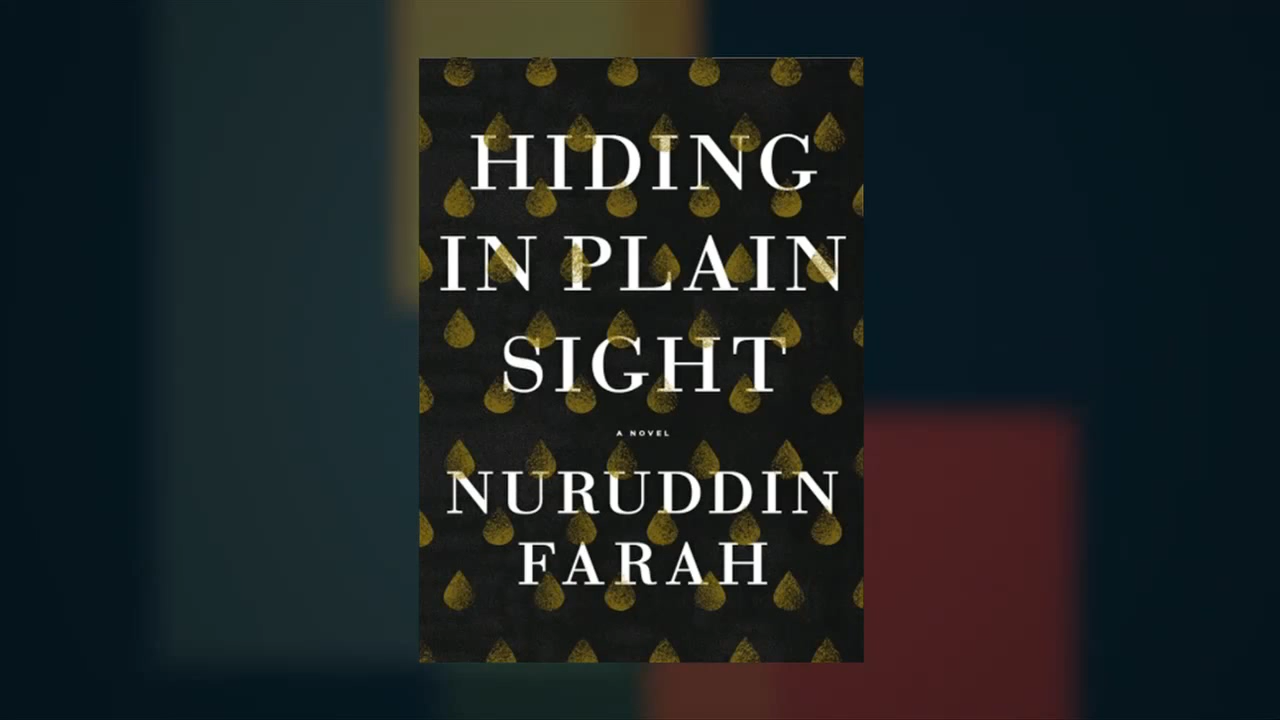 HIDING
IN PLAIN
SIGHT
A NOVEL
NURUDDIN
FARAH